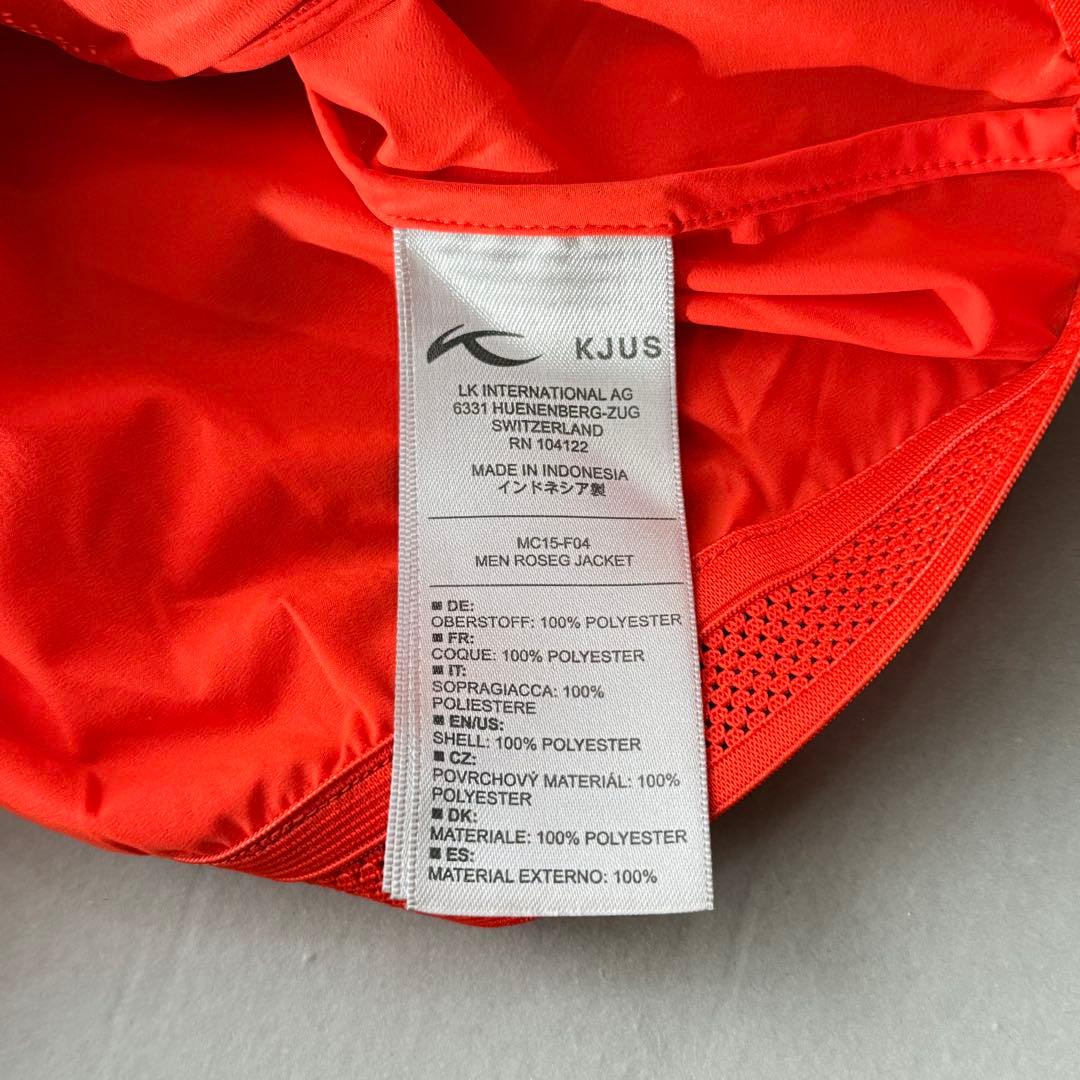 KJUS
LK INTERNATIONAL AG
6331 HUENENBERG-ZUG
SWITZERLAND
RN 104122
MADE IN INDONESIA
インドネシア製
MC15-F04
MEN ROSEG JACKET
DE:
OBERSTOFF: 100% POLYESTER
FR:
COQUE: 100% POLYESTER
IT:
SOPRAGIACCA: 100%
POLIESTERE
EN/US:
SHELL: 100% POLYESTER
CZ:
POVRCHOVÝ MATERIÁL: 100%
POLYESTER
DK:
MATERIALE: 100% POLYESTER
ES:
MATERIAL EXTERNO: 100%